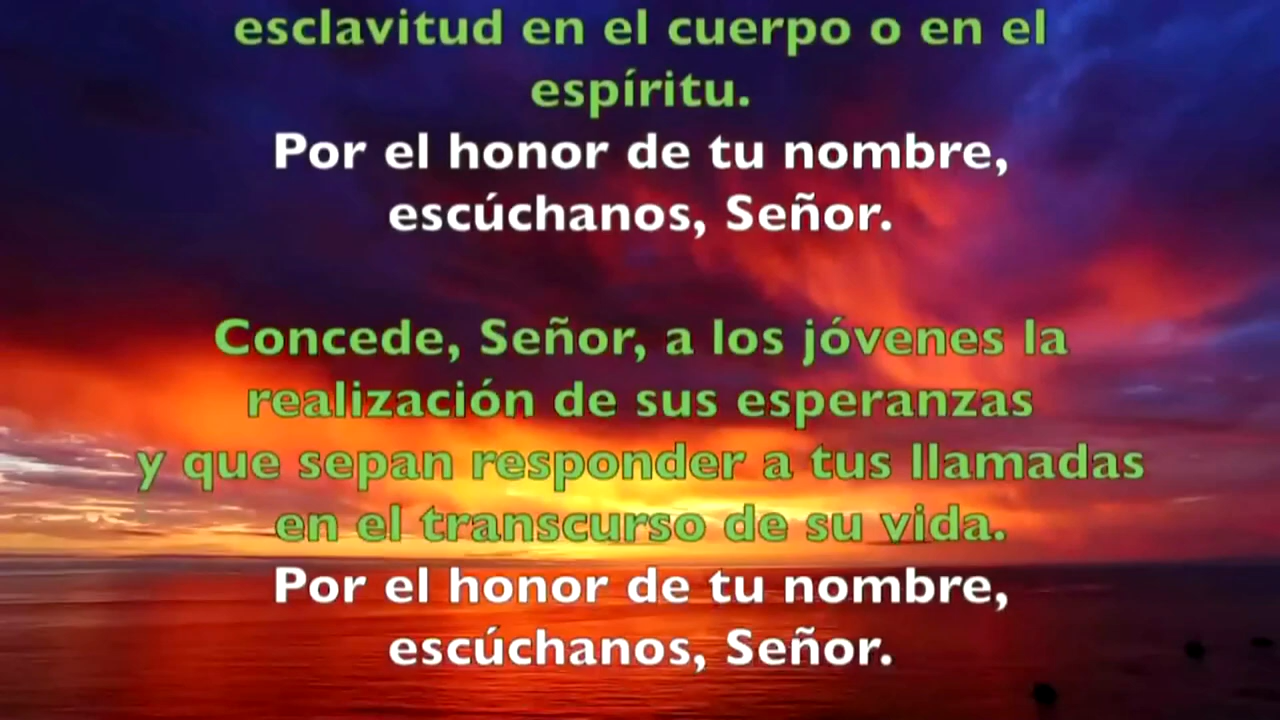 esclavitud en el cuerpo o en el
espíritu.
Por el honor de tu nombre,
escúchanos, Señor.
Concede, Señor, a los jóvenes la
realización de sus esperanzas
y que sepan responder a tus llamadas
en el transcurso de su vida.
Por el honor de tu nombre,
escúchanos, Señor.